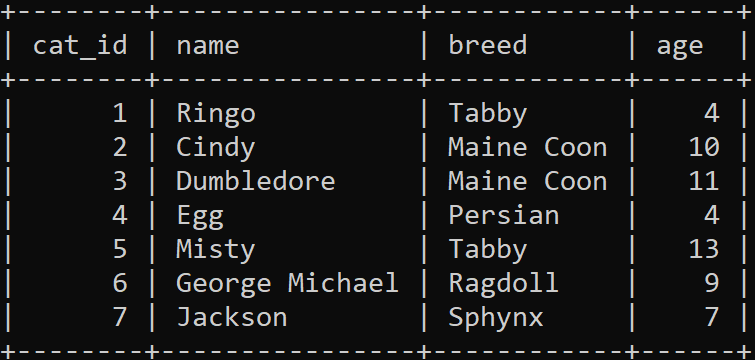 +--------+----------------+------------+------+
| cat_id | name           | breed      | age  |
+--------+----------------+------------+------+
|      1 | Ringo          | Tabby      |    4 |
|      2 | Cindy          | Maine Coon |   10 |
|      3 | Dumbledore     | Maine Coon |   11 |
|      4 | Egg            | Persian    |    4 |
|      5 | Misty          | Tabby      |   13 |
|      6 | George Michael | Ragdoll    |    9 |
|      7 | Jackson        | Sphynx     |    7 |
+--------+----------------+------------+------+